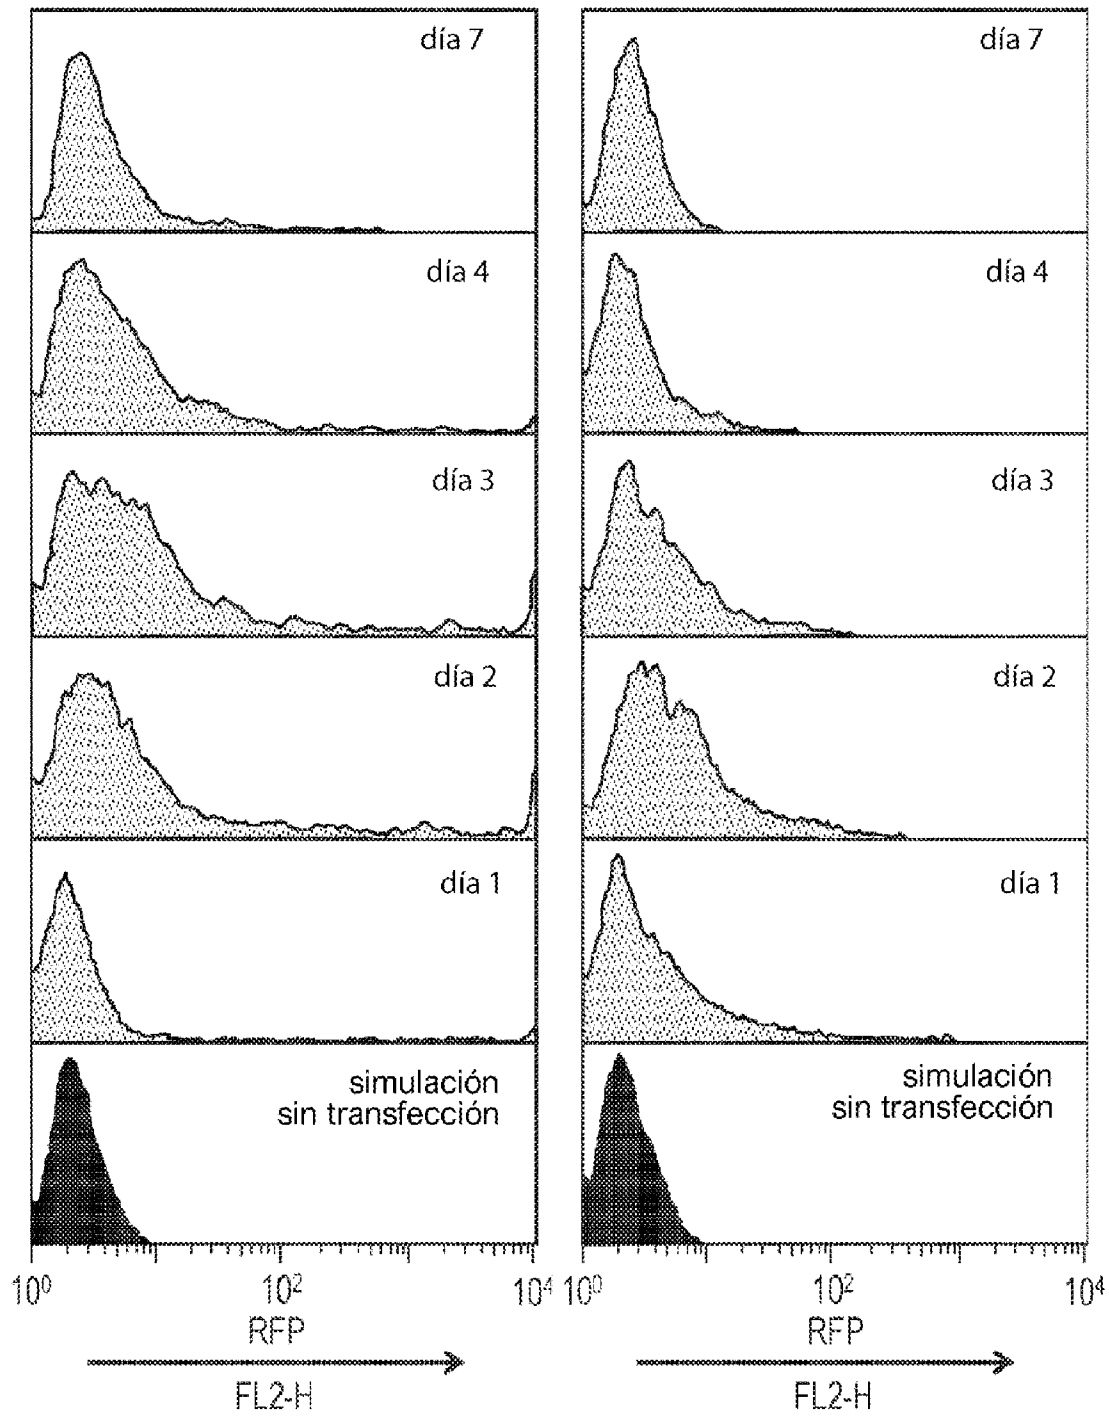 día 7
día 4
día 3
día 2
día 1
simulación
sin transfección
10⁰ 10² 10⁴
RFP
FL2-H
día 7
día 4
día 3
día 2
día 1
simulación
sin transfección
10⁰ 10² 10⁴
RFP
FL2-H